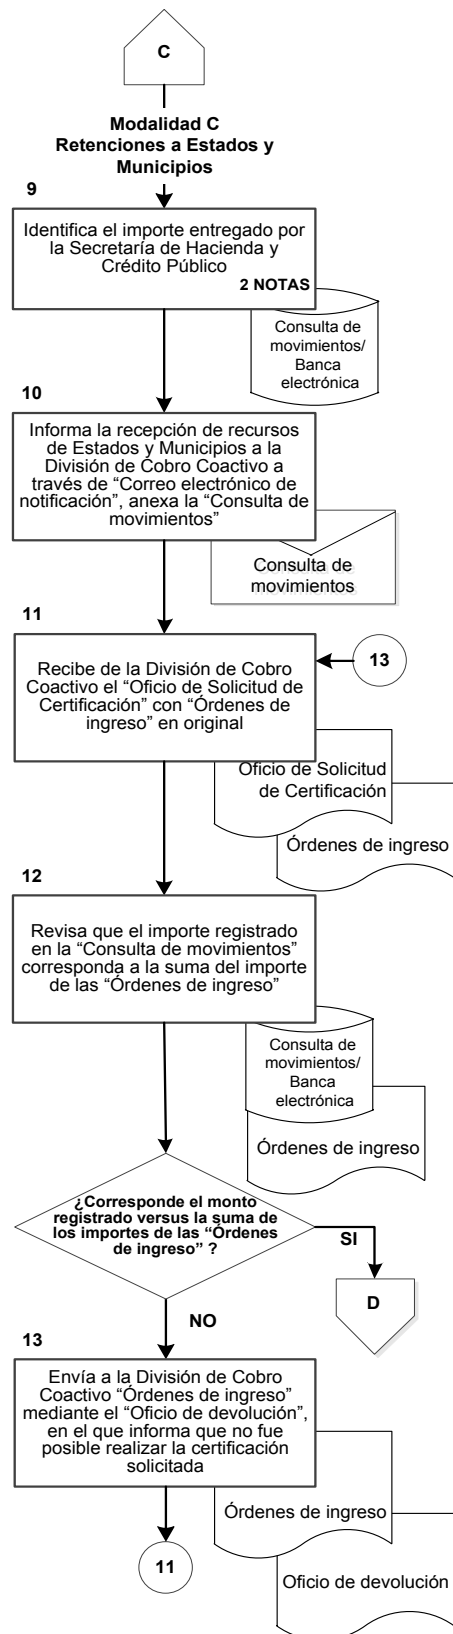 C
Modalidad C
Retenciones a Estados y
Municipios
9
Identifica el importe entregado por
la Secretaría de Hacienda y
Crédito Público
2 NOTAS
Consulta de
movimientos/
Banca
electrónica
10
Informa la recepción de recursos
de Estados y Municipios a la
División de Cobro Coactivo a
través de “Correo electrónico de
notificación”, anexa la “Consulta de
movimientos”
Consulta de
movimientos
11
Recibe de la División de Cobro
Coactivo el “Oficio de Solicitud de
Certificación” con “Órdenes de
ingreso” en original
13
Oficio de Solicitud
de Certificación
Órdenes de ingreso
12
Revisa que el importe registrado
en la “Consulta de movimientos”
corresponda a la suma del importe
de las “Órdenes de ingreso”
Consulta de
movimientos/
Banca
electrónica
Órdenes de ingreso
¿Corresponde el monto
registrado versus la suma de
los importes de las “Órdenes
de ingreso” ?
SI
D
NO
13
Envía a la División de Cobro
Coactivo “Órdenes de ingreso”
mediante el “Oficio de devolución”,
en el que informa que no fue
posible realizar la certificación
solicitada
Órdenes de ingreso
11
Oficio de devolución